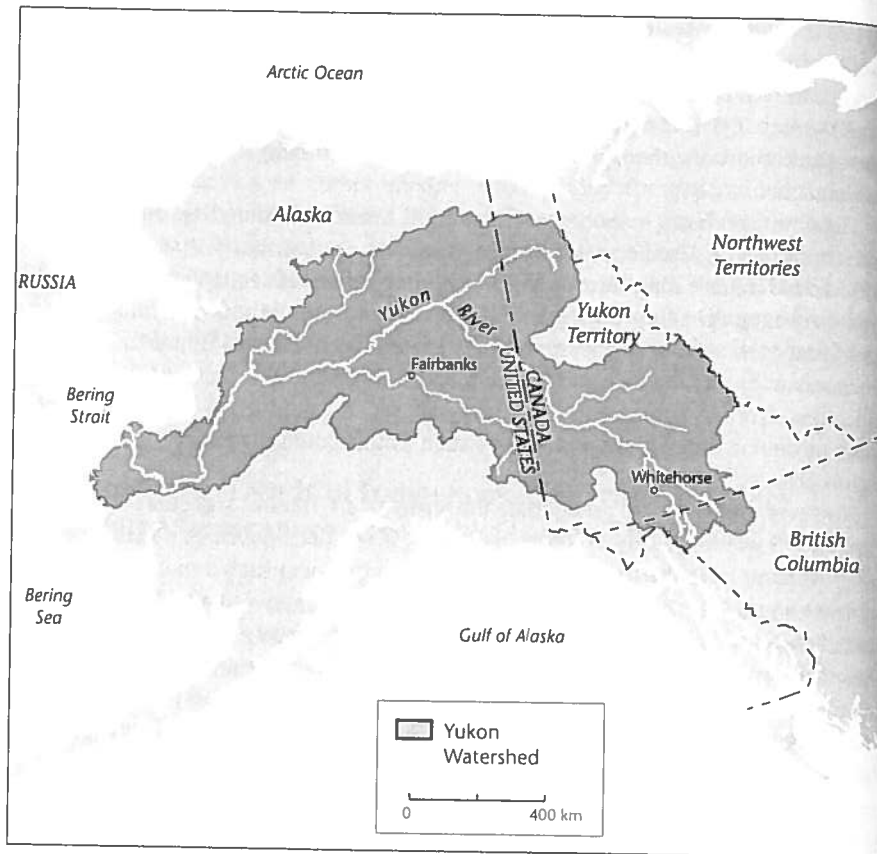 Arctic Ocean
Alaska
Northwest
Territories
RUSSIA
Yukon
River
Yukon
Territory
Fairbanks
CANADA
UNITED STATES
Bering
Strait
Whitehorse
British
Columbia
Bering
Sea
Gulf of Alaska
Yukon
Watershed
0 400 km